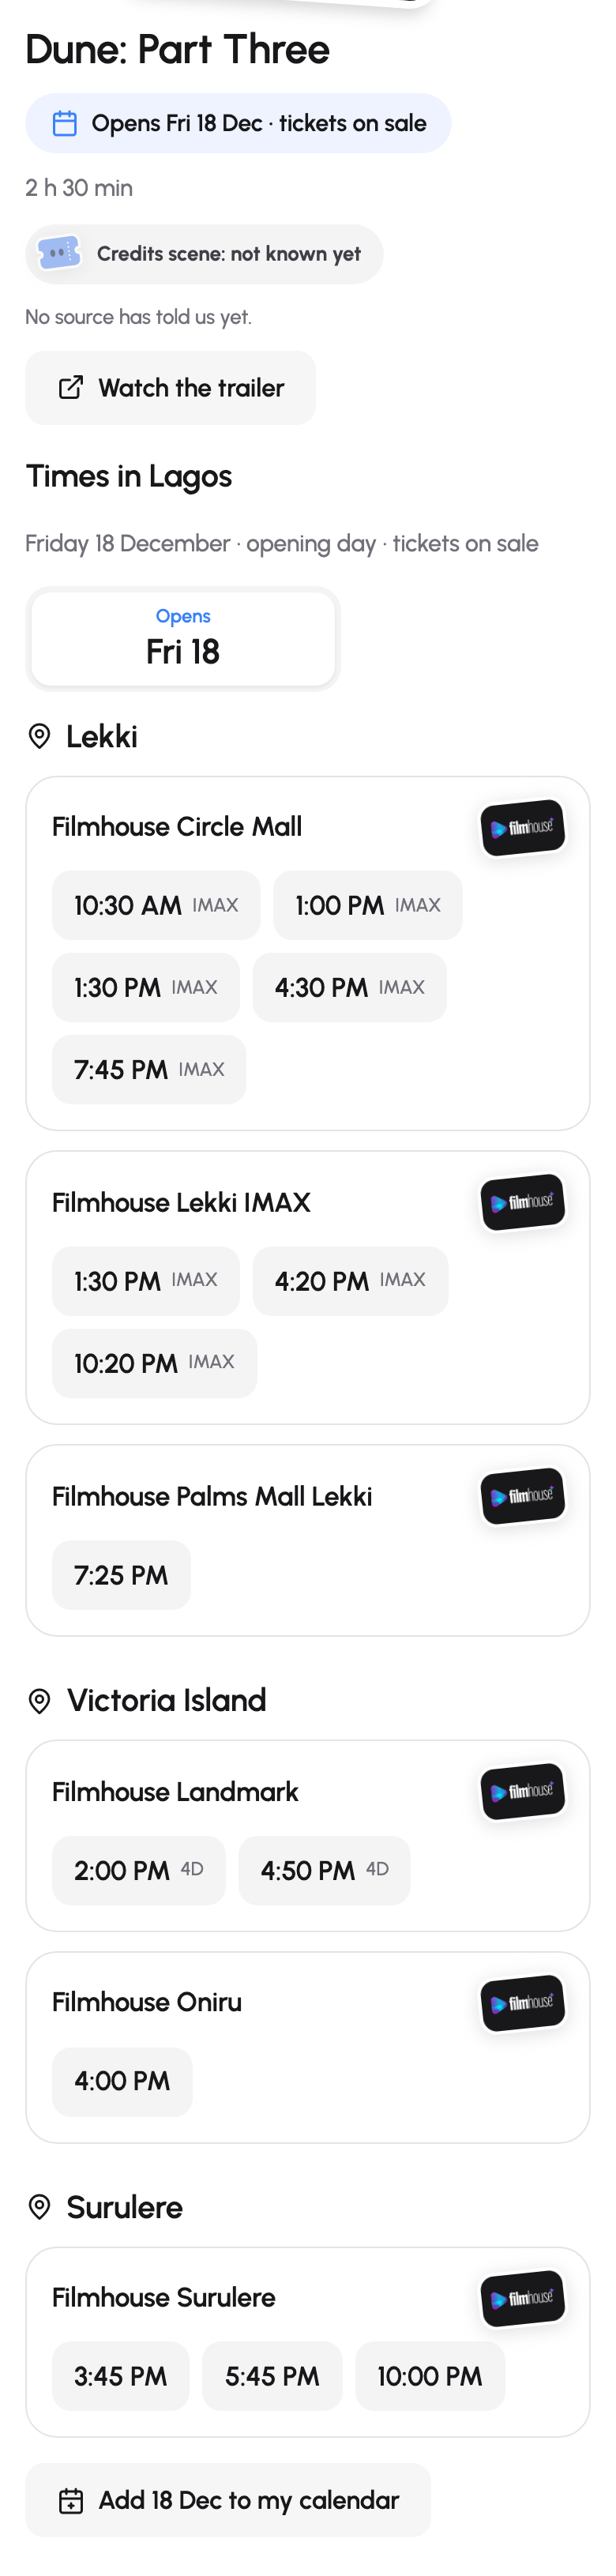 Dune: Part Three
Opens Fri 18 Dec · tickets on sale
2 h 30 min
Credits scene: not known yet
No source has told us yet.
Watch the trailer
Times in Lagos
Friday 18 December · opening day · tickets on sale
Opens
Fri 18
Lekki
Filmhouse Circle Mall
filmhouse
10:30 AM IMAX 1:00 PM IMAX
1:30 PM IMAX 4:30 PM IMAX
7:45 PM IMAX
Filmhouse Lekki IMAX
filmhouse
1:30 PM IMAX 4:20 PM IMAX
10:20 PM IMAX
Filmhouse Palms Mall Lekki
filmhouse
7:25 PM
Victoria Island
Filmhouse Landmark
filmhouse
2:00 PM 4D 4:50 PM 4D
Filmhouse Oniru
filmhouse
4:00 PM
Surulere
Filmhouse Surulere
filmhouse
3:45 PM 5:45 PM 10:00 PM
Add 18 Dec to my calendar